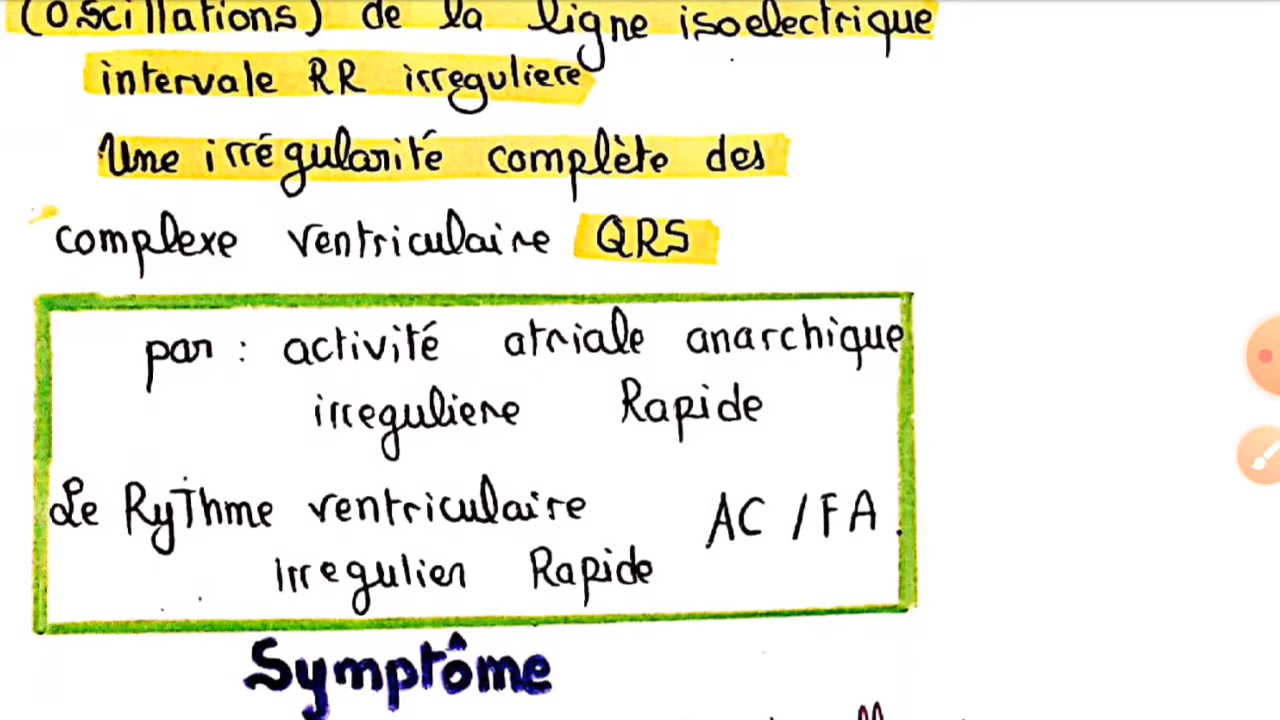 (oscillations) de la ligne isoelectrique
intervale RR irreguliere
Une irrégularité complète des
complexe ventriculaire QRS
par : activité atriale anarchique
irreguliere Rapide
Le Rythme ventriculaire AC / FA.
Irregulier Rapide
Symptôme